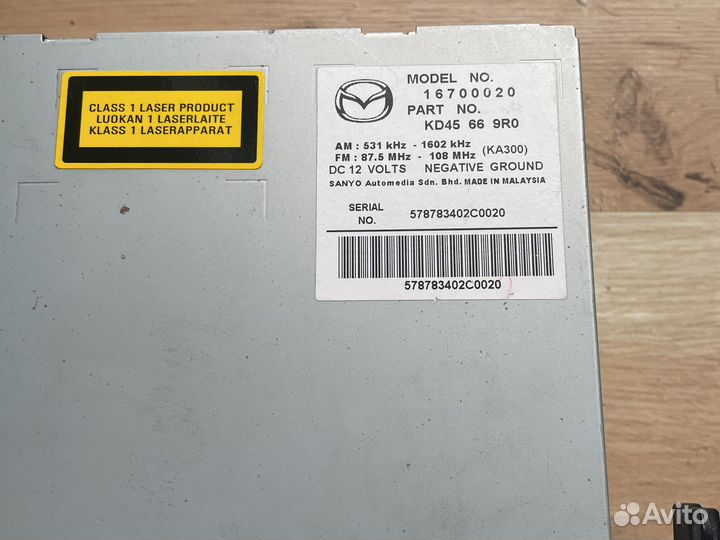 CLASS 1 LASER PRODUCT
LUOKAN 1 LASERLAITE
KLASS 1 LASERAPPARAT
MODEL NO.
16700020
PART NO.
KD45 66 9R0
AM : 531 kHz - 1602 kHz
FM : 87.5 MHz - 108 MHz (KA300)
DC 12 VOLTS NEGATIVE GROUND
SANYO Automedia Sdn. Bhd. MADE IN MALAYSIA
SERIAL NO. 578783402C0020
578783402C0020
Avito